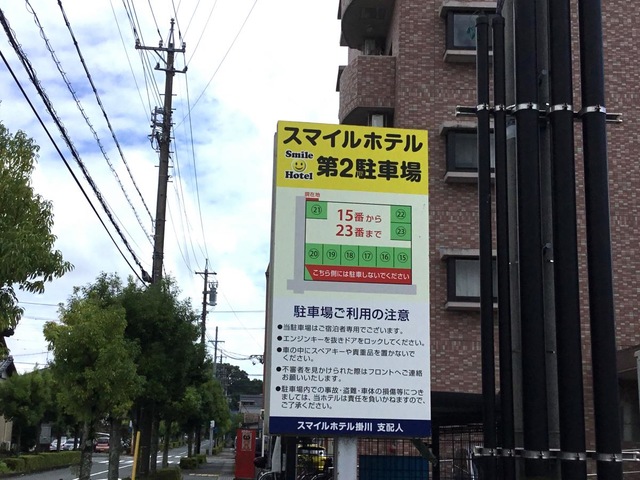 スマイルホテル
Smile
Hotel
第2駐車場
現在地
21
15番から
23番まで
22
23
20 19 18 17 16 15
こちら側には駐車しないでください
駐車場ご利用の注意
●当駐車場はご宿泊者専用でございます。
●エンジンキーを抜きドアをロックしてください。
●車の中にスペアキーや貴重品を置かないで
ください。
●不審者を見かけられた際はフロントへご連絡
お願いいたします。
●駐車場内での事故・盗難・車体の損傷等につき
ましては、当ホテルは責任を負いかねますので、
ご了承ください。
スマイルホテル掛川 支配人